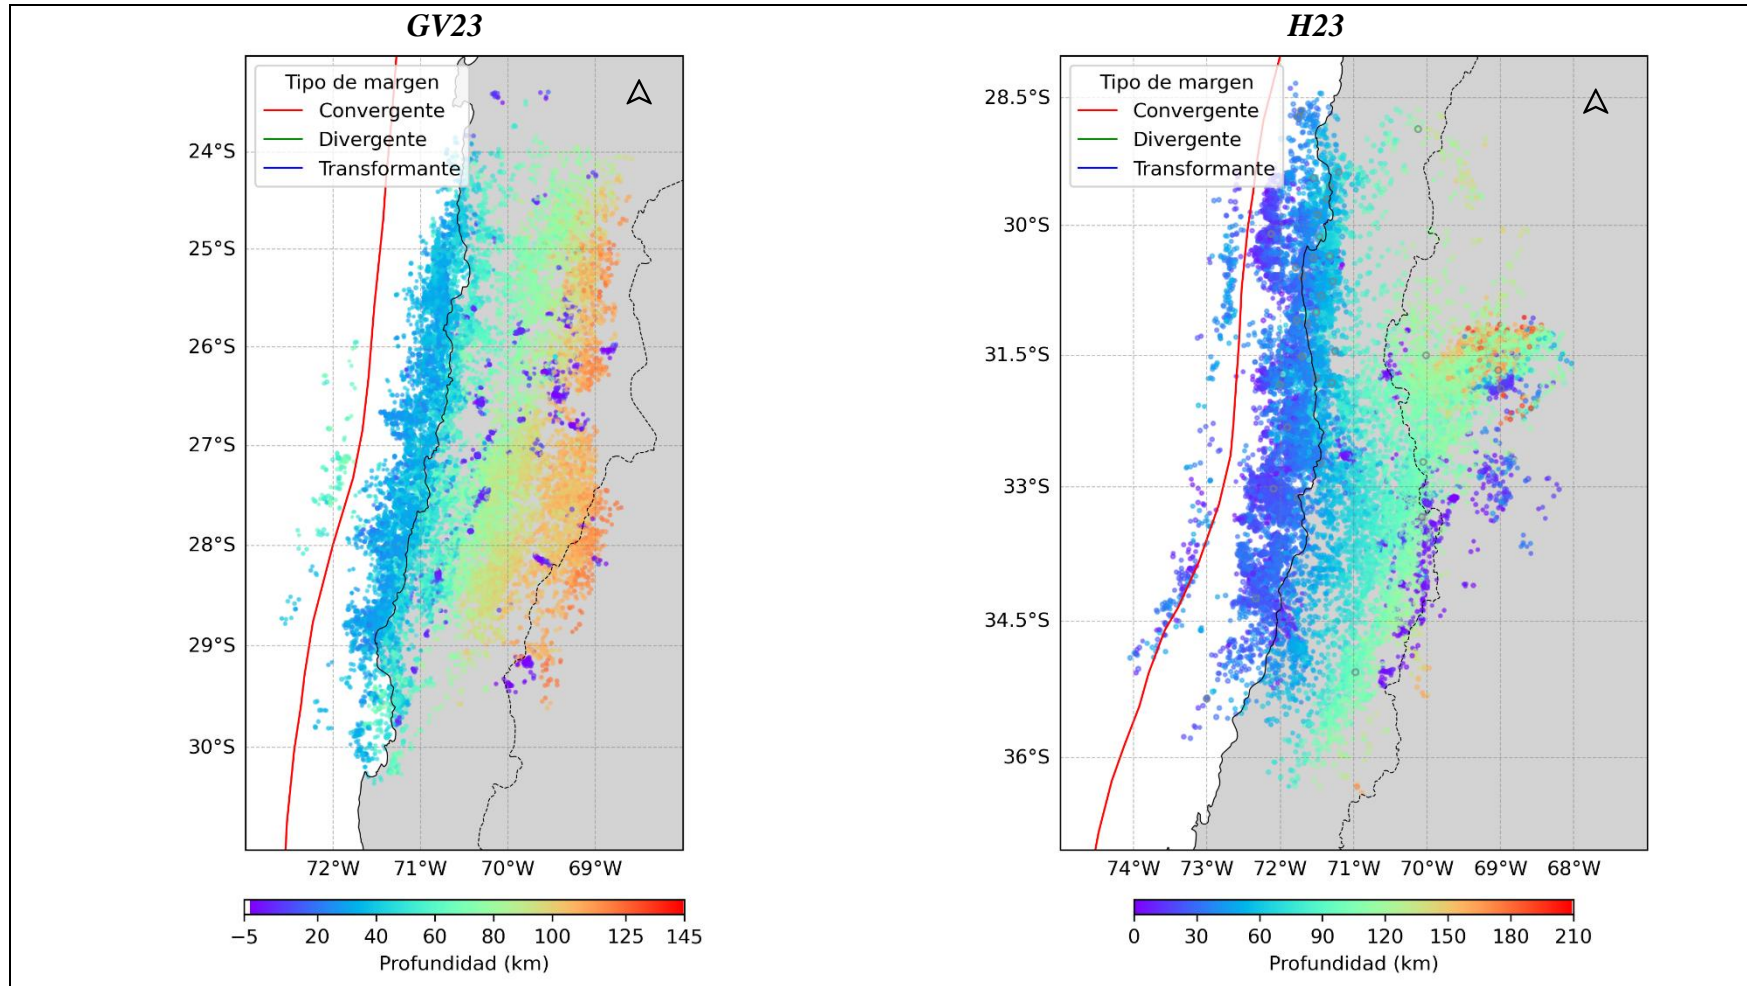 GV23
Tipo de margen
Convergente
Divergente
Transformante
24°S
25°S
26°S
27°S
28°S
29°S
30°S
72°W 71°W 70°W 69°W
−5 20 40 60 80 100 125 145
Profundidad (km)
H23
Tipo de margen
Convergente
Divergente
Transformante
28.5°S
30°S
31.5°S
33°S
34.5°S
36°S
74°W 73°W 72°W 71°W 70°W 69°W 68°W
0 30 60 90 120 150 180 210
Profundidad (km)